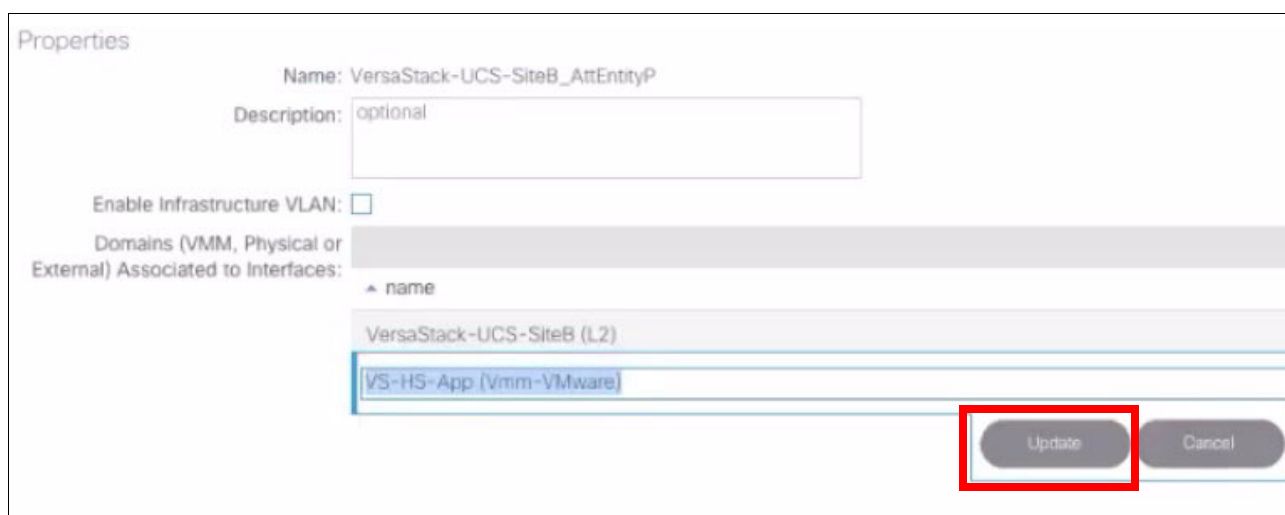 Properties
Name: VersaStack-UCS-SiteB_AttEntityP
Description: optional
Enable Infrastructure VLAN:
Domains (VMM, Physical or
External) Associated to Interfaces:
name
VersaStack-UCS-SiteB (L2)
VS-HS-App (Vmm-VMware)
Update Cancel